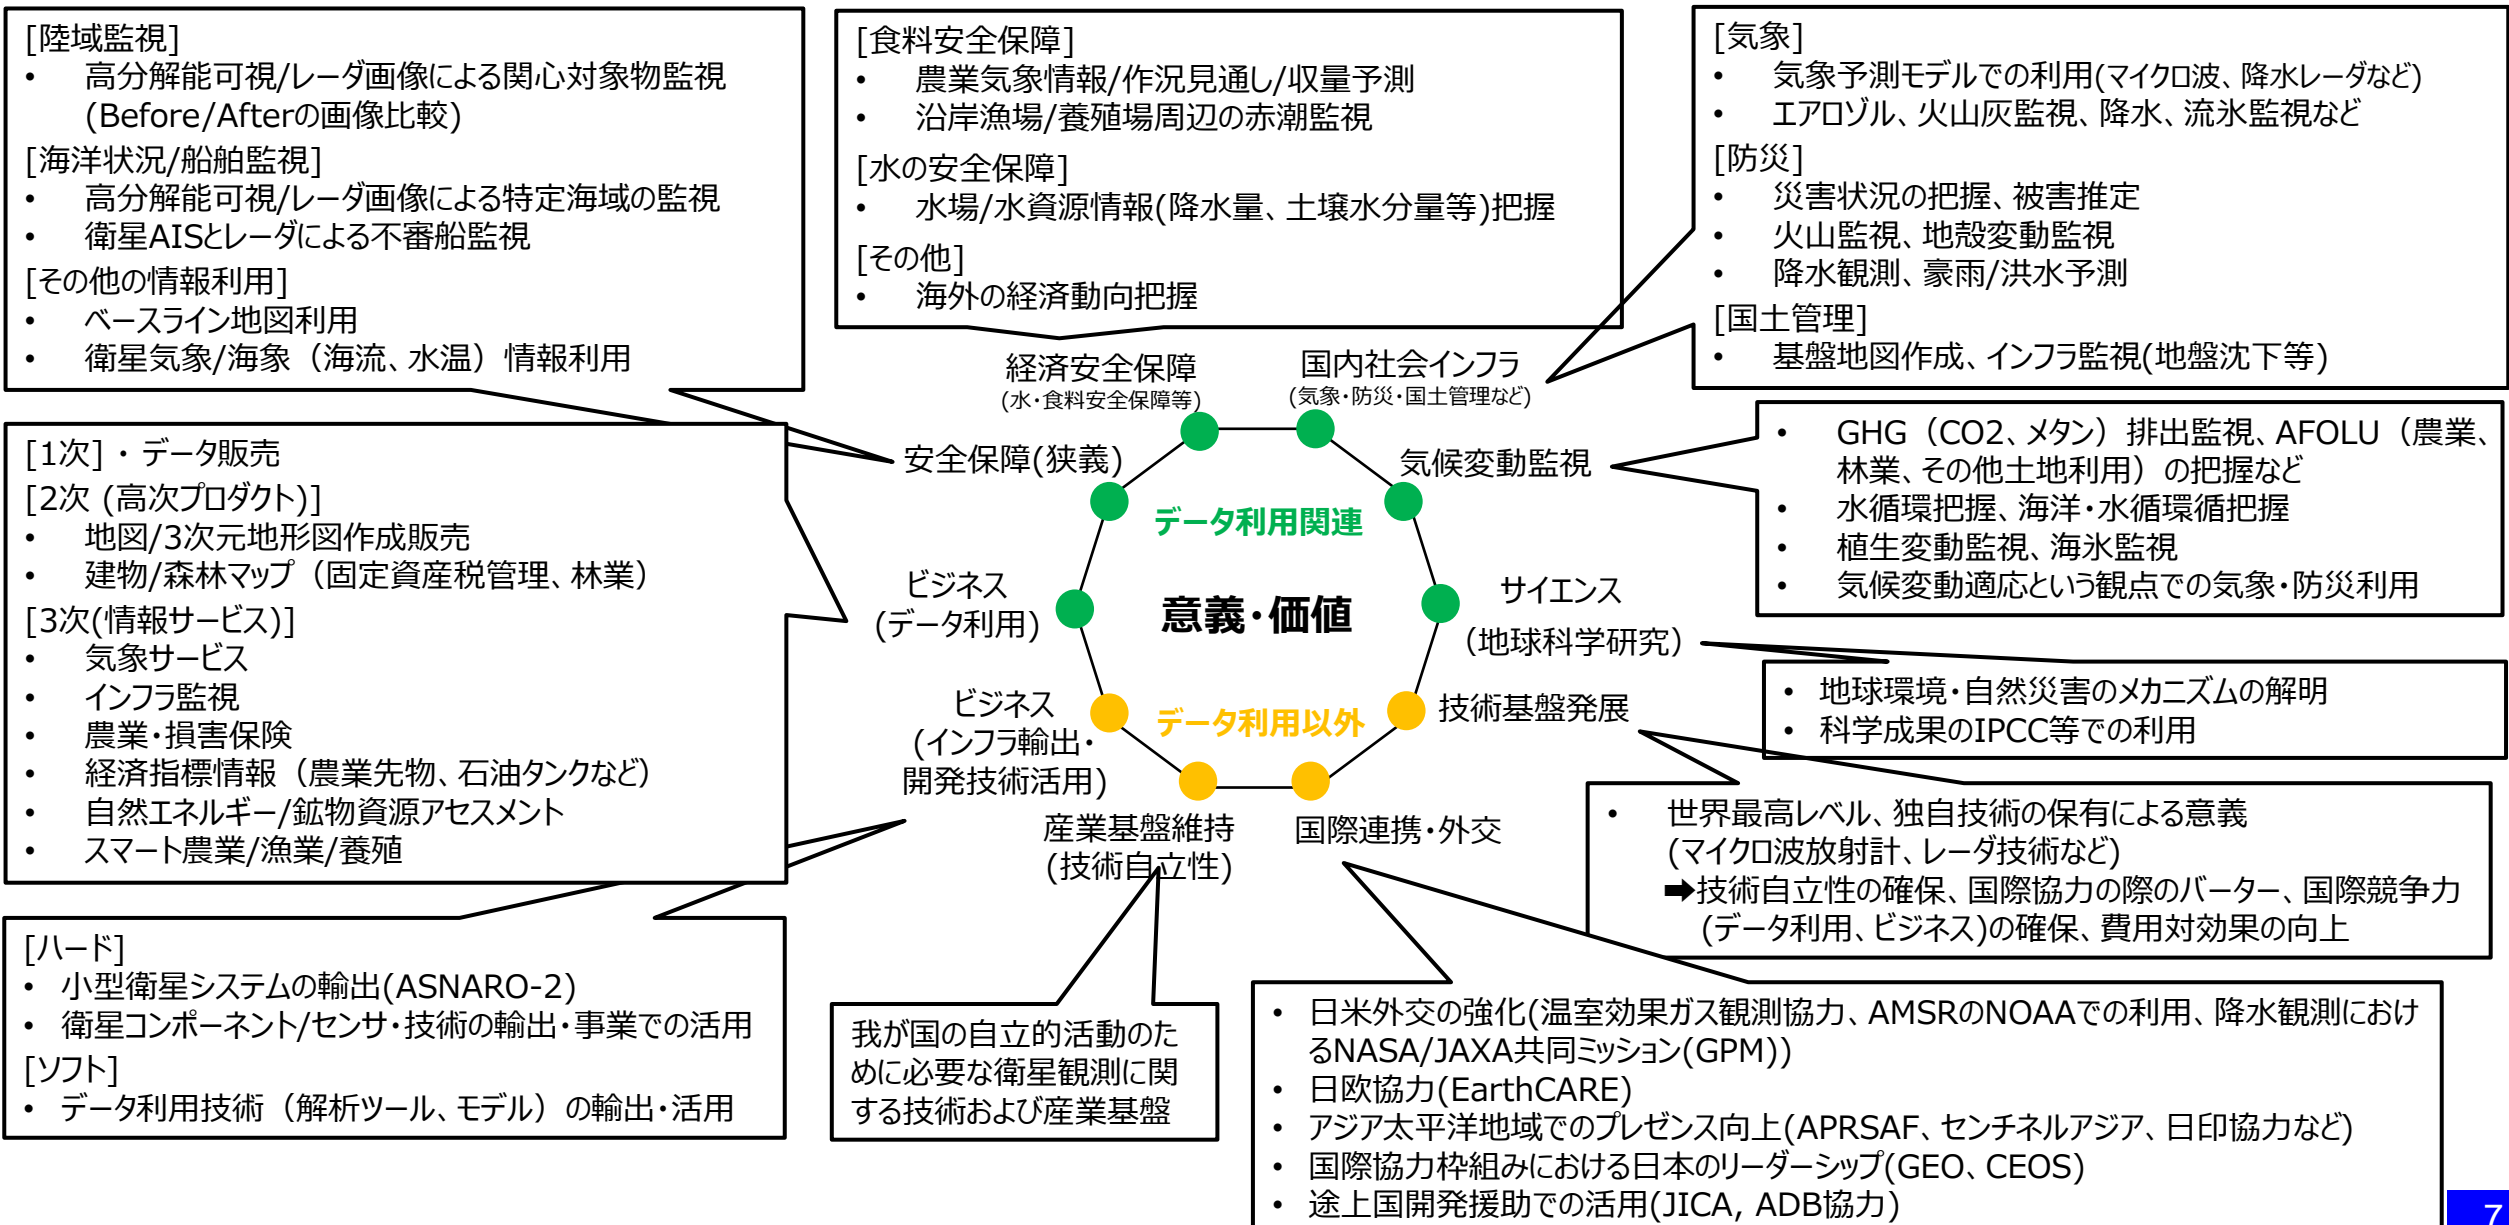 [陸域監視]
• 高分解能可視/レーダ画像による関心対象物監視
(Before/Afterの画像比較)
[海洋状況/船舶監視]
• 高分解能可視/レーダ画像による特定海域の監視
• 衛星AISとレーダによる不審船監視
[その他の情報利用]
• ベースライン地図利用
• 衛星気象/海象（海流、水温）情報利用
[食料安全保障]
• 農業気象情報/作況見通し/収量予測
• 沿岸漁場/養殖場周辺の赤潮監視
[水の安全保障]
• 水場/水資源情報(降水量、土壌水分量等)把握
[その他]
• 海外の経済動向把握
[気象]
• 気象予測モデルでの利用(マイクロ波、降水レーダなど)
• エアロゾル、火山灰監視、降水、流氷監視など
[防災]
• 災害状況の把握、被害推定
• 火山監視、地殻変動監視
• 降水観測、豪雨/洪水予測
[国土管理]
• 基盤地図作成、インフラ監視(地盤沈下等)
経済安全保障
(水・食料安全保障等)
国内社会インフラ
(気象・防災・国土管理など)
安全保障(狭義)
気候変動監視
データ利用関連
ビジネス
(データ利用)
意義・価値
サイエンス
（地球科学研究）
ビジネス
(インフラ輸出・
開発技術活用)
データ利用以外
技術基盤発展
産業基盤維持
(技術自立性)
国際連携・外交
[1次]・データ販売
[2次 (高次プロダクト)]
• 地図/3次元地形図作成販売
• 建物/森林マップ（固定資産税管理、林業）
[3次(情報サービス)]
• 気象サービス
• インフラ監視
• 農業・損害保険
• 経済指標情報（農業先物、石油タンクなど）
• 自然エネルギー/鉱物資源アセスメント
• スマート農業/漁業/養殖
• GHG（CO2、メタン）排出監視、AFOLU（農業、
林業、その他土地利用）の把握など
• 水循環把握、海洋・水循環循把握
• 植生変動監視、海氷監視
• 気候変動適応という観点での気象・防災利用
• 地球環境・自然災害のメカニズムの解明
• 科学成果のIPCC等での利用
• 世界最高レベル、独自技術の保有による意義
(マイクロ波放射計、レーダ技術など)
➡技術自立性の確保、国際協力の際のバーター、国際競争力
(データ利用、ビジネス)の確保、費用対効果の向上
[ハード]
• 小型衛星システムの輸出(ASNARO-2)
• 衛星コンポーネント/センサ・技術の輸出・事業での活用
[ソフト]
• データ利用技術（解析ツール、モデル）の輸出・活用
我が国の自立的活動のた
めに必要な衛星観測に関
する技術および産業基盤
• 日米外交の強化(温室効果ガス観測協力、AMSRのNOAAでの利用、降水観測におけ
るNASA/JAXA共同ミッション(GPM))
• 日欧協力(EarthCARE)
• アジア太平洋地域でのプレゼンス向上(APRSAF、センチネルアジア、日印協力など)
• 国際協力枠組みにおける日本のリーダーシップ(GEO、CEOS)
• 途上国開発援助での活用(JICA, ADB協力)
7